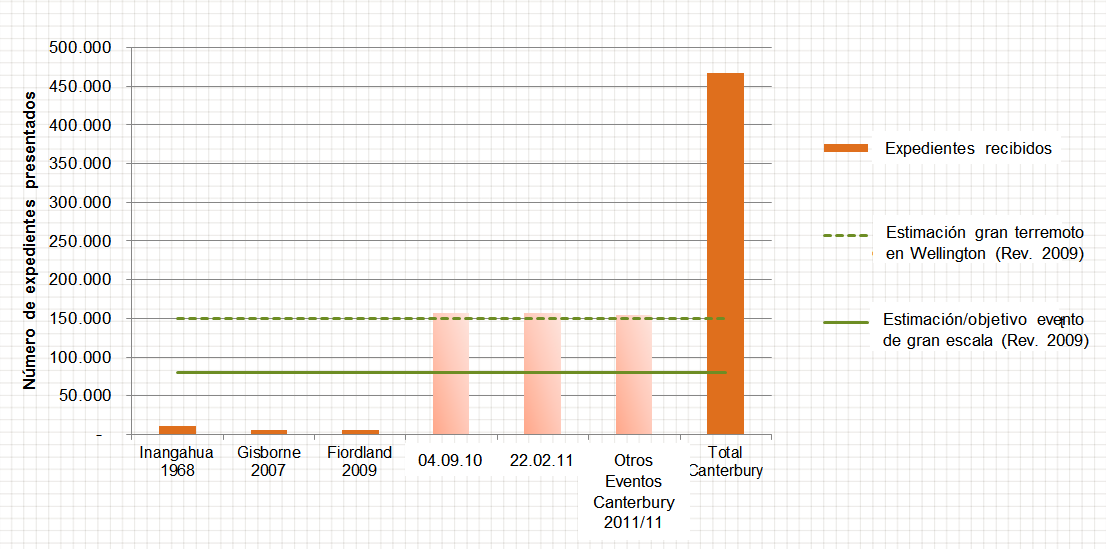 Número de expedientes presentados
500.000
450.000
400.000
350.000
300.000
250.000
200.000
150.000
100.000
50.000
-
Inangahua
1968
Gisborne
2007
Fiordland
2009
04.09.10
22.02.11
Otros
Eventos
Canterbury
2011/11
Total
Canterbury
Expedientes recibidos
Estimación gran terremoto
en Wellington (Rev. 2009)
Estimación/objetivo evento
de gran escala (Rev. 2009)